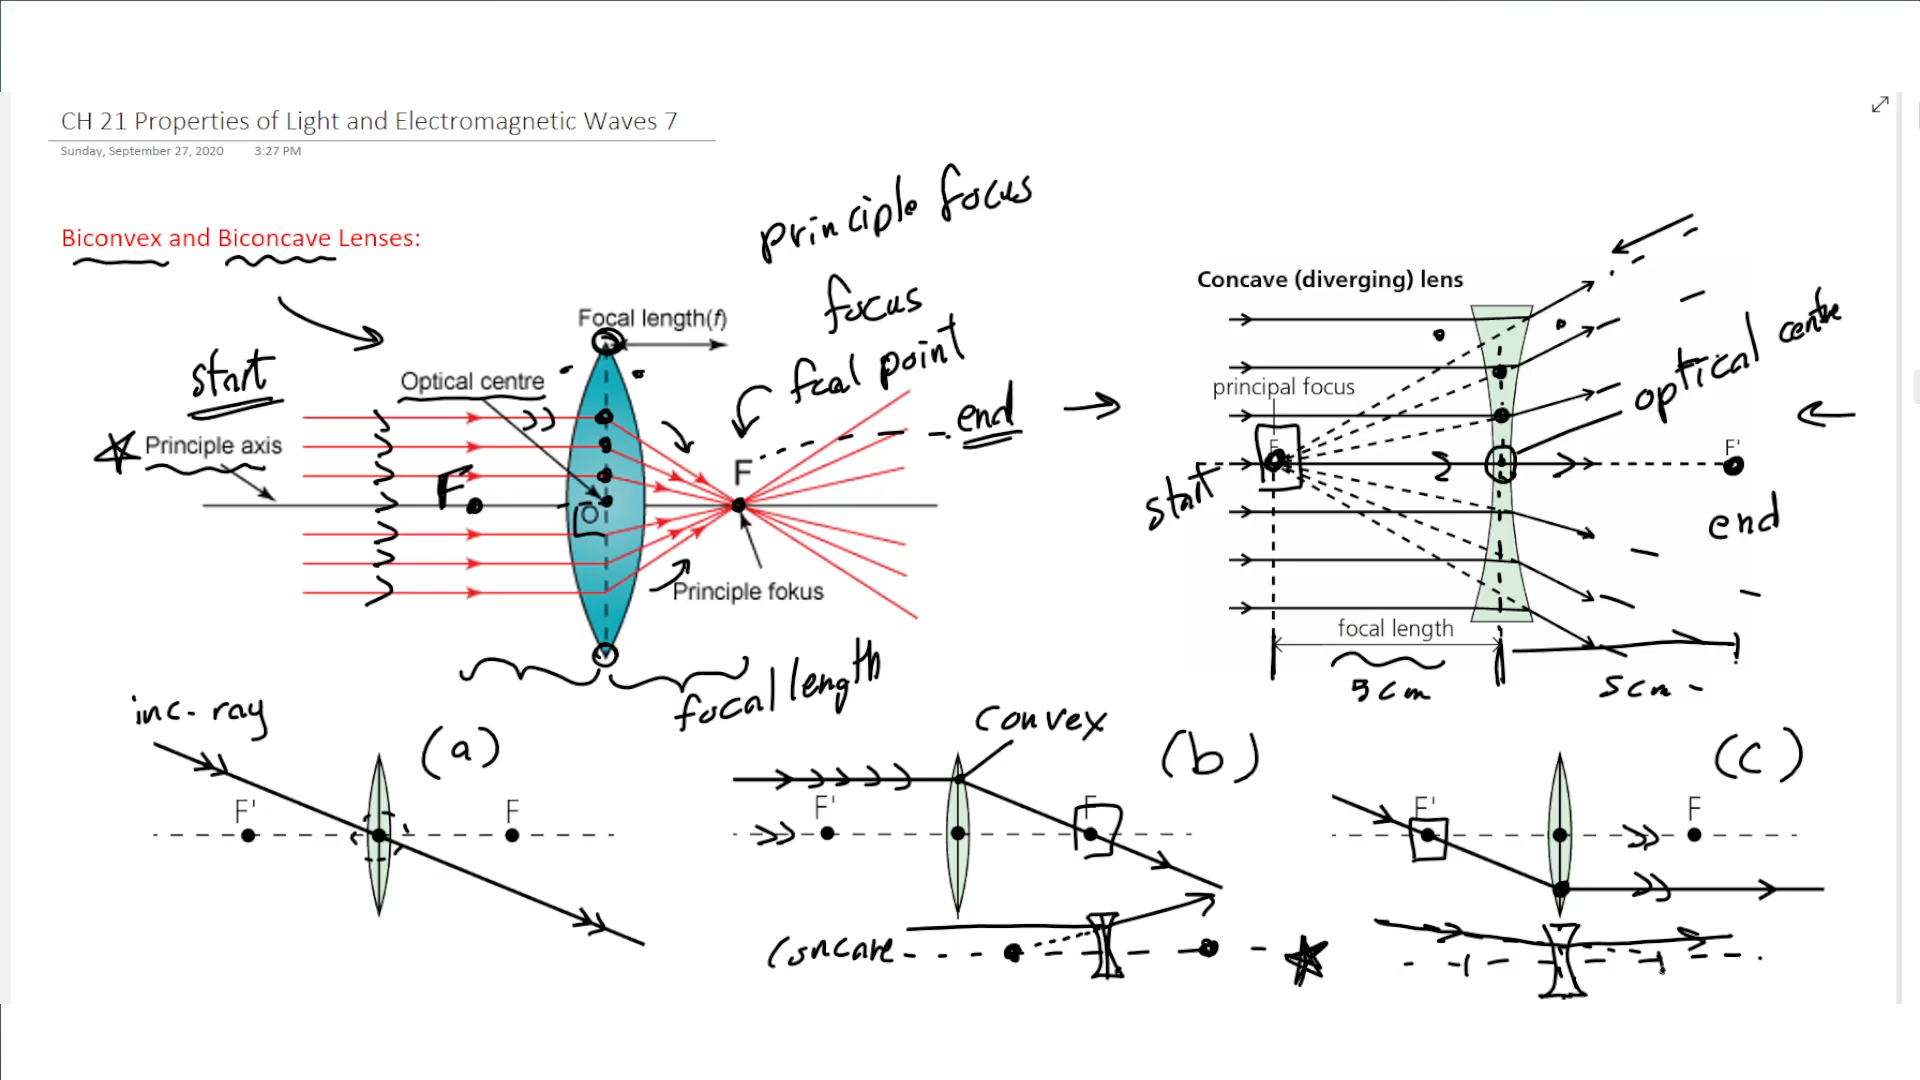 CH 21 Properties of Light and Electromagnetic Waves 7
Sunday, September 27, 2020 3:27 PM
Biconvex and Biconcave Lenses:
principle focus
focus
focal point
Focal length(f)
start
Optical centre
Principle axis
F
O
F
end
Principle fokus
focal length
Concave (diverging) lens
principal focus
optical centre
F
F'
start
end
focal length
5cm
5cm
inc. ray
(a)
F'
F
convex
(b)
F'
F
Concave
(c)
F'
F